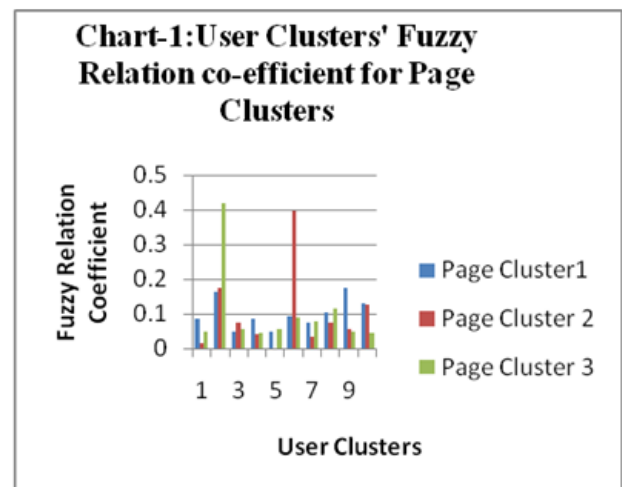 Chart-1:User Clusters' Fuzzy
Relation co-efficient for Page
Clusters
0.5
0.4
0.3
0.2
0.1
0
Fuzzy Relation
Coefficient
1 3 5 7 9
User Clusters
Page Cluster1
Page Cluster 2
Page Cluster 3